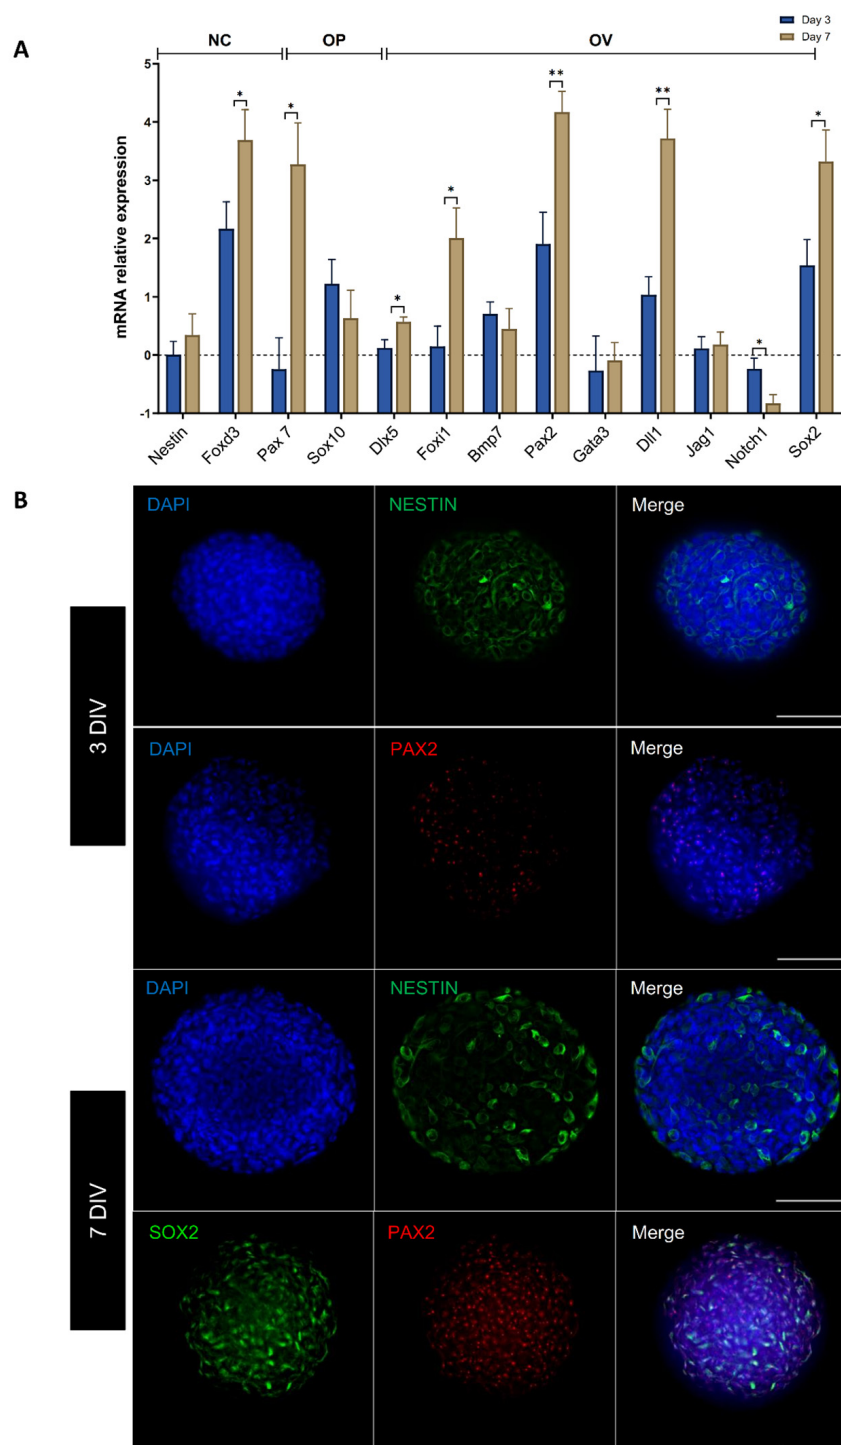 Day 3
Day 7
A
NC OP OV
mRNA relative expression
5
4
3
2
1
0
-1
Nestin Foxd3 Pax 7 Sox10 Dlx5 Foxi1 Bmp7 Pax2 Gata3 Dll1 Jag1 Notch1 Sox2
* * * * ** ** * *
B
3 DIV
DAPI NESTIN Merge
DAPI PAX2 Merge
7 DIV
DAPI NESTIN Merge
SOX2 PAX2 Merge